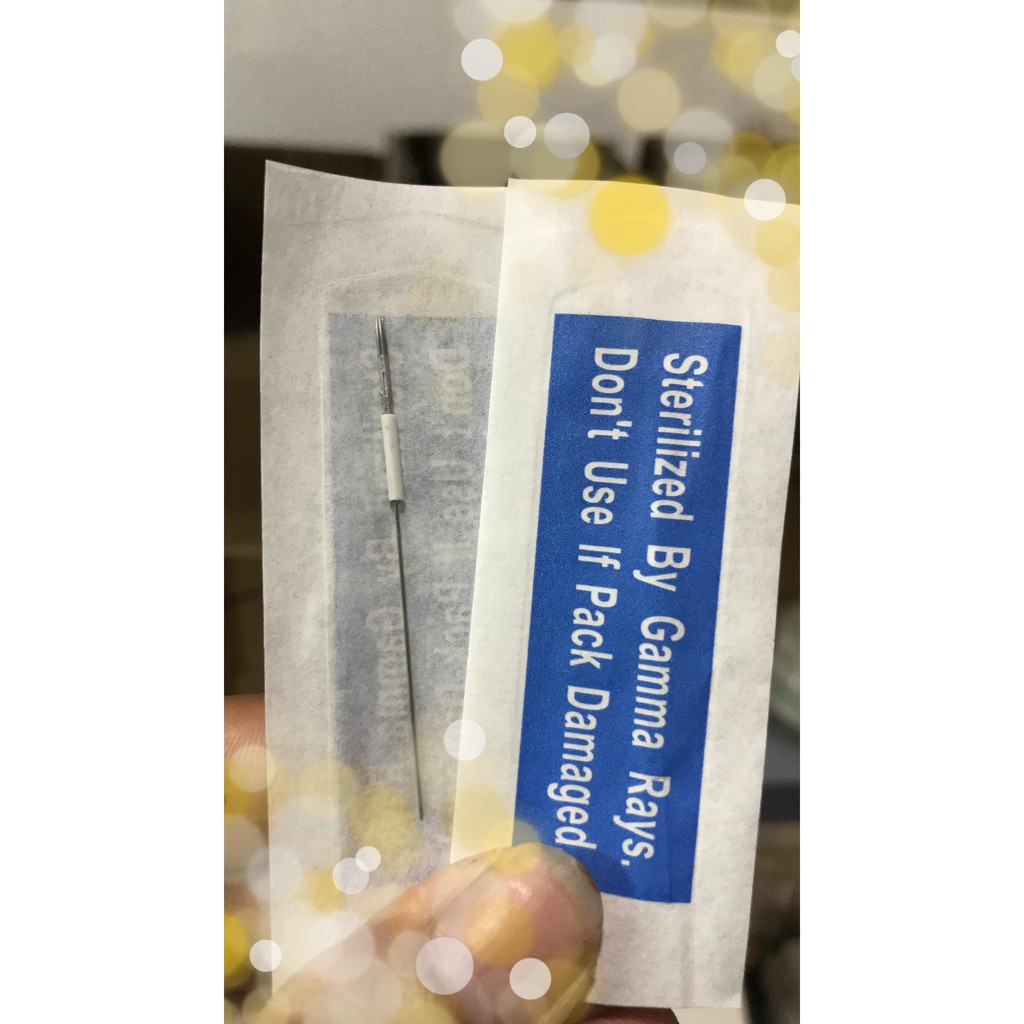 Sterilized By Gamma Rays.
Don't Use If Pack Damaged